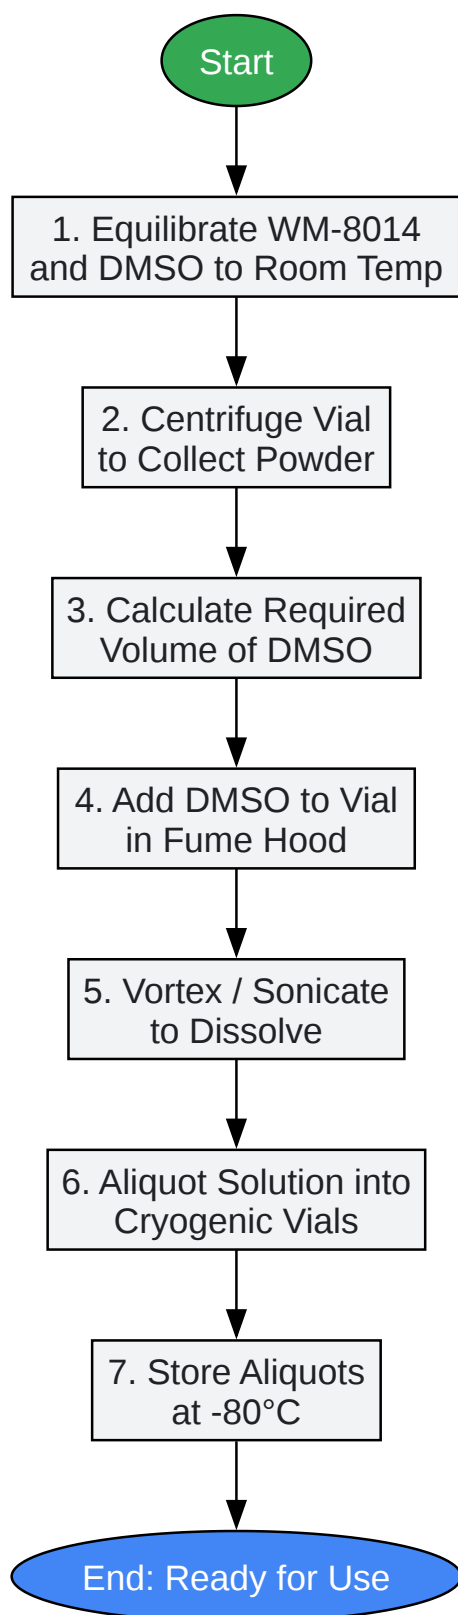 Start
1. Equilibrate WM-8014
and DMSO to Room Temp
2. Centrifuge Vial
to Collect Powder
3. Calculate Required
Volume of DMSO
4. Add DMSO to Vial
in Fume Hood
5. Vortex / Sonicate
to Dissolve
6. Aliquot Solution into
Cryogenic Vials
7. Store Aliquots
at -80°C
End: Ready for Use